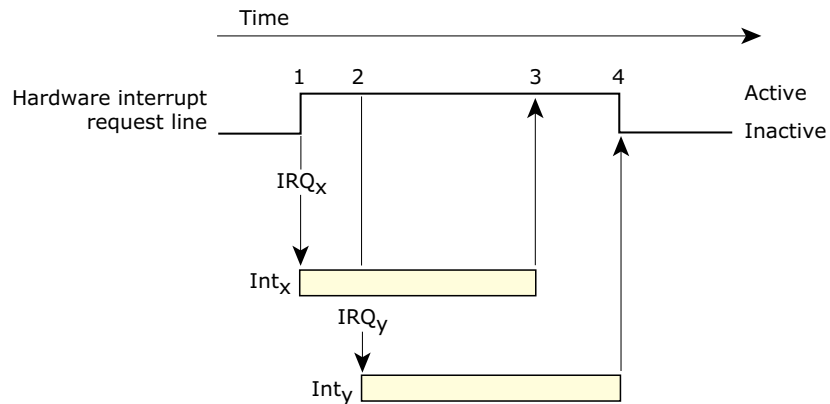 Time
1 2 3 4
Hardware interrupt
request line
Active
Inactive
IRQx
Intx
IRQy
Inty